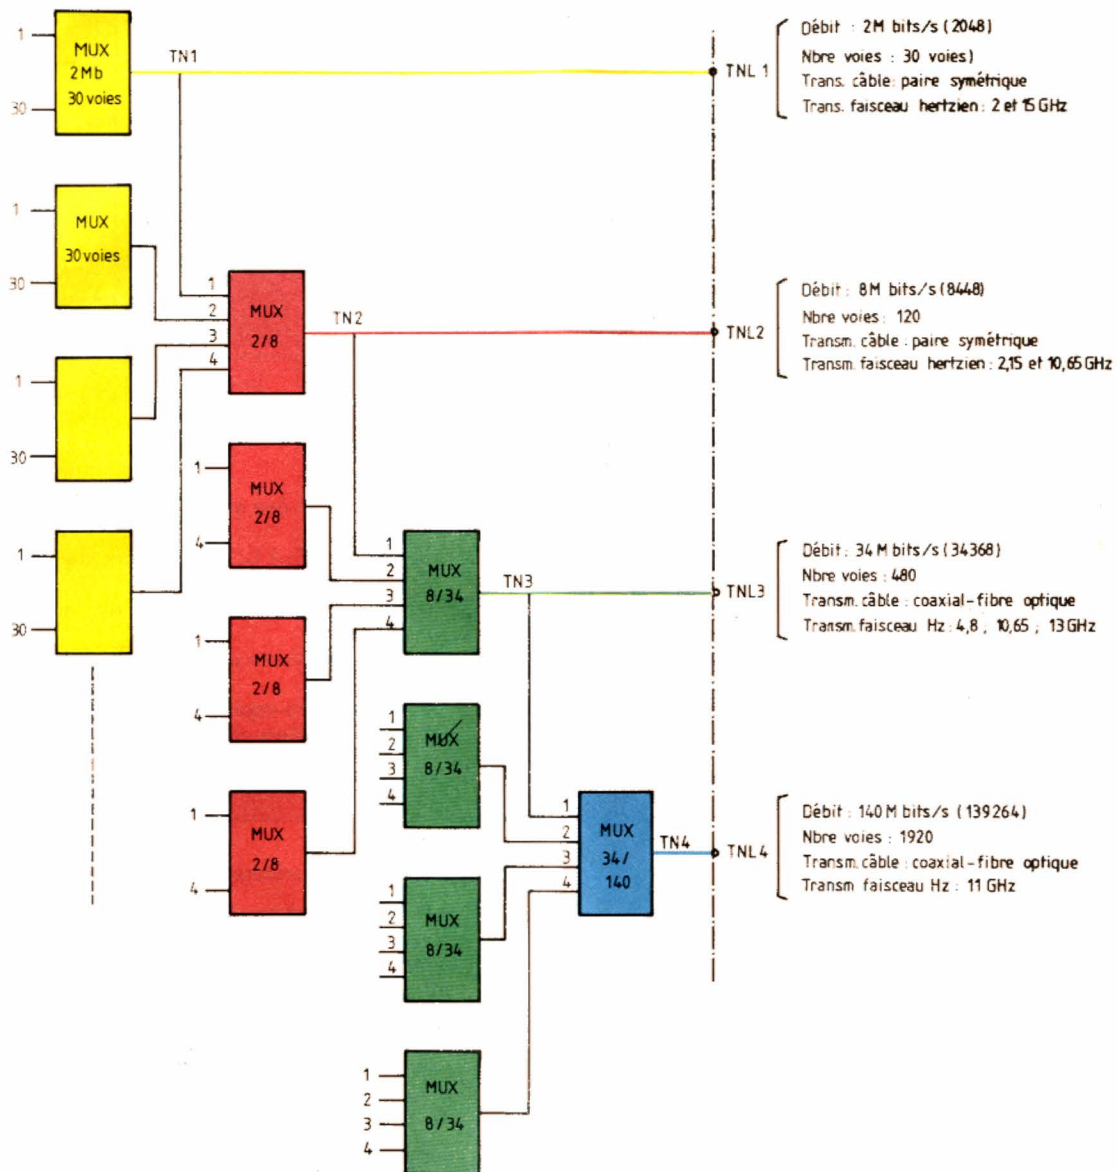 1
MUX
2Mb
30 voies
30
TN1
TNL 1
Débit : 2M bits/s (2048)
Nbre voies : 30 voies)
Trans. câble: paire symétrique
Trans. faisceau hertzien: 2 et 15 GHz
1
MUX
30 voies
30
1
30
1
30
1
2
3
4
MUX
2/8
TN2
TNL2
Débit : 8M bits/s (8448)
Nbre voies : 120
Transm. câble : paire symétrique
Transm. faisceau hertzien : 2,15 et 10,65 GHz
1
MUX
2/8
4
1
MUX
2/8
4
1
MUX
2/8
4
1
2
3
4
MUX
8/34
TN3
TNL3
Débit : 34 M bits/s (34368)
Nbre voies : 480
Transm. câble : coaxial-fibre optique
Transm. faisceau Hz : 4,8 ; 10,65 ; 13 GHz
1
2
3
4
MUX
8/34
1
2
3
4
MUX
8/34
1
2
3
4
MUX
8/34
1
2
3
4
MUX
34/
140
TN4
TNL4
Débit : 140 M bits/s (139264)
Nbre voies : 1920
Transm. câble : coaxial-fibre optique
Transm faisceau Hz : 11 GHz